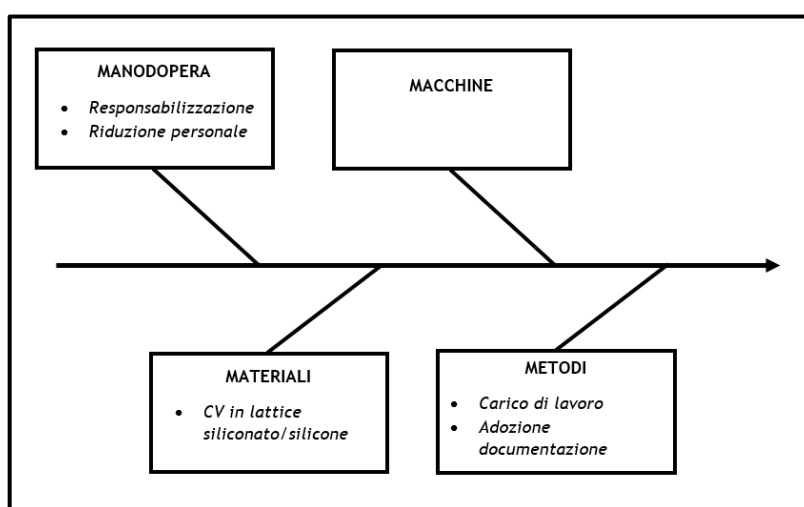 MANODOPERA
• Responsabilizzazione
• Riduzione personale
MACCHINE
MATERIALI
• CV in lattice
siliconato/silicone
METODI
• Carico di lavoro
• Adozione
documentazione